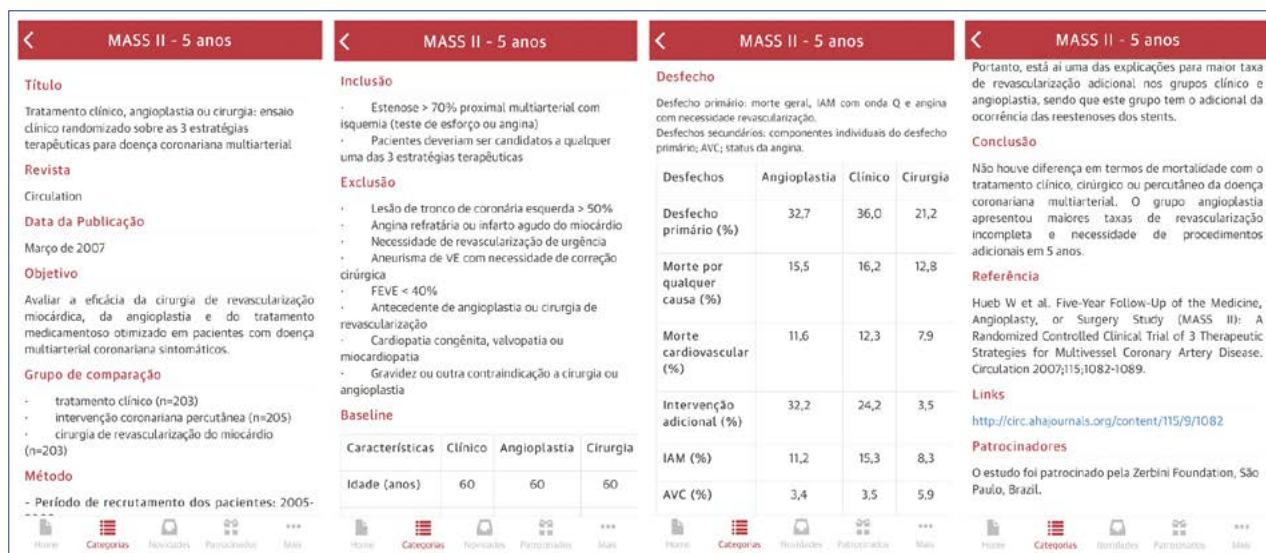 MASS II - 5 anos
Título
Tratamento clínico, angioplastia ou cirurgia: ensaio
clínico randomizado sobre as 3 estratégias
terapêuticas para doença coronariana multiarterial
Revista
Circulation
Data da Publicação
Março de 2007
Objetivo
Avaliar a eficácia da cirurgia de revascularização
miocárdica, da angioplastia e do tratamento
medicamentoso otimizado em pacientes com doença
multiarterial coronariana sintomáticos.
Grupo de comparação
· tratamento clínico (n=203)
· intervenção coronariana percutânea (n=205)
· cirurgia de revascularização do miocárdio
(n=203)
Método
- Período de recrutamento dos pacientes: 2005-
Home Categorias Novidades Patrocinados Mais
MASS II - 5 anos
Inclusão
· Estenose > 70% proximal multiarterial com
isquemia (teste de esforço ou angina)
· Pacientes deveriam ser candidatos a qualquer
uma das 3 estratégias terapêuticas
Exclusão
· Lesão de tronco de coronária esquerda > 50%
· Angina refratária ou infarto agudo do miocárdio
· Necessidade de revascularização de urgência
· Aneurisma de VE com necessidade de correção
cirúrgica
· FEVE < 40%
· Antecedente de angioplastia ou cirurgia de
revascularização
· Cardiopatia congênita, valvopatia ou
miocardiopatia
· Gravidez ou outra contraindicação a cirurgia ou
angioplastia
Baseline
Características Clínico Angioplastia Cirurgia
Idade (anos) 60 60 60
Home Categorias Novidades Patrocinados Mais
MASS II - 5 anos
Desfecho
Desfecho primário: morte geral, IAM com onda Q e angina
com necessidade revascularização.
Desfechos secundários: componentes individuais do desfecho
primário; AVC; status da angina.
Desfechos Angioplastia Clínico Cirurgia
Desfecho 32,7 36,0 21,2
primário (%)
Morte por 15,5 16,2 12,8
qualquer
causa (%)
Morte 11,6 12,3 7,9
cardiovascular
(%)
Intervenção 32,2 24,2 3,5
adicional (%)
IAM (%) 11,2 15,3 8,3
AVC (%) 3,4 3,5 5,9
Home Categorias Novidades Patrocinados Mais
MASS II - 5 anos
Portanto, está aí uma das explicações para maior taxa
de revascularização adicional nos grupos clínico e
angioplastia, sendo que este grupo tem o adicional da
ocorrência das reestenoses dos stents.
Conclusão
Não houve diferença em termos de mortalidade com o
tratamento clínico, cirúrgico ou percutâneo da doença
coronariana multiarterial. O grupo angioplastia
apresentou maiores taxas de revascularização
incompleta e necessidade de procedimentos
adicionais em 5 anos.
Referência
Hueb W et al. Five-Year Follow-Up of the Medicine,
Angioplasty, or Surgery Study (MASS II): A
Randomized Controlled Clinical Trial of 3 Therapeutic
Strategies for Multivessel Coronary Artery Disease.
Circulation 2007;115;1082-1089.
Links
http://circ.ahajournals.org/content/115/9/1082
Patrocinadores
O estudo foi patrocinado pela Zerbini Foundation, São
Paulo, Brazil.
Home Categorias Novidades Patrocinados Mais